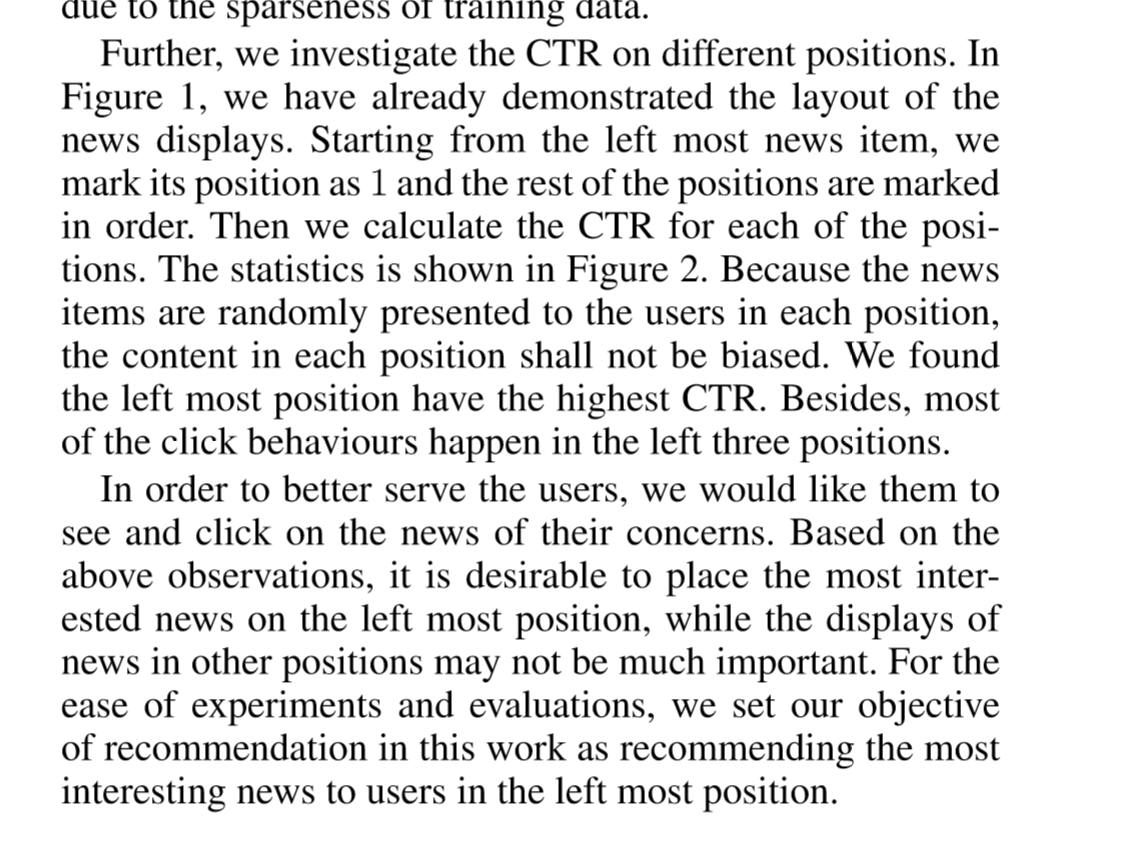 due to the sparseness of training data.
Further, we investigate the CTR on different positions. In
Figure 1, we have already demonstrated the layout of the
news displays. Starting from the left most news item, we
mark its position as 1 and the rest of the positions are marked
in order. Then we calculate the CTR for each of the posi-
tions. The statistics is shown in Figure 2. Because the news
items are randomly presented to the users in each position,
the content in each position shall not be biased. We found
the left most position have the highest CTR. Besides, most
of the click behaviours happen in the left three positions.
In order to better serve the users, we would like them to
see and click on the news of their concerns. Based on the
above observations, it is desirable to place the most inter-
ested news on the left most position, while the displays of
news in other positions may not be much important. For the
ease of experiments and evaluations, we set our objective
of recommendation in this work as recommending the most
interesting news to users in the left most position.